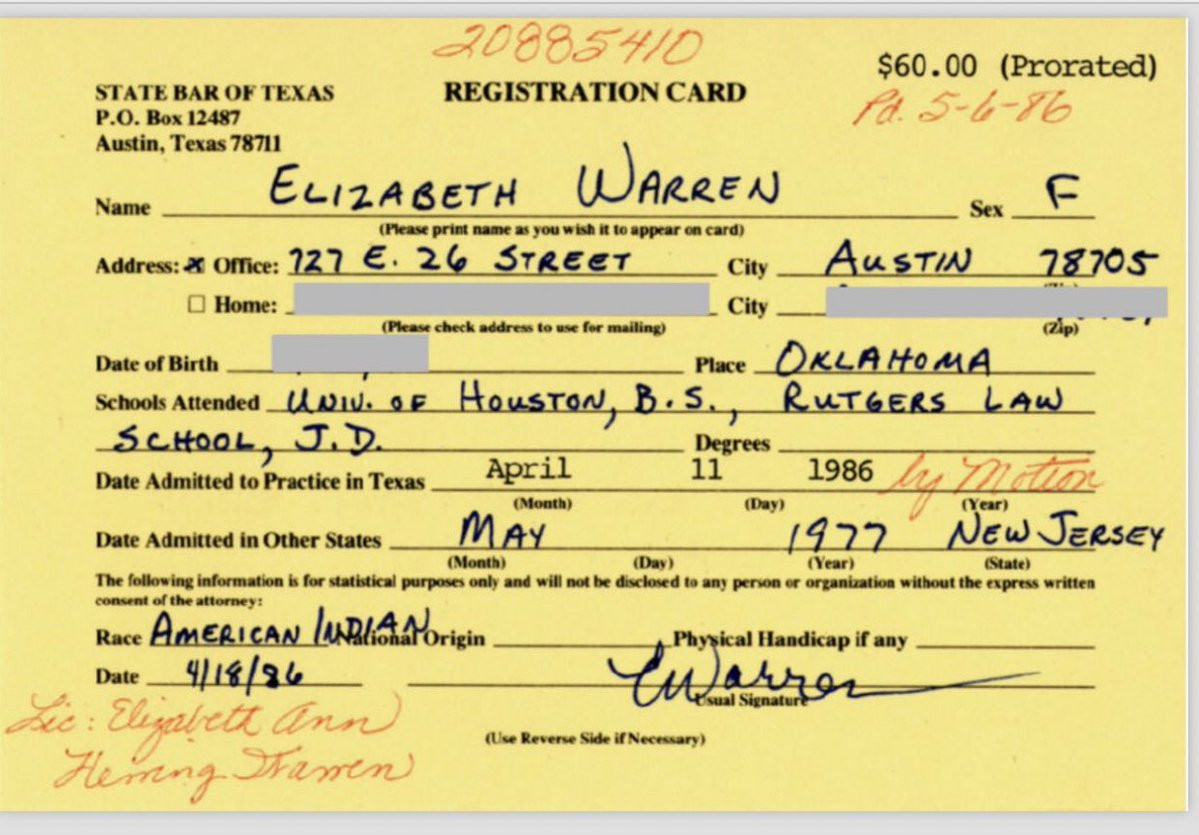 20885410
$60.00 (Prorated)
STATE BAR OF TEXAS
REGISTRATION CARD
Pd. 5-6-86
P.O. Box 12487
Austin, Texas 78711
Name ELIZABETH WARREN Sex F
(Please print name as you wish it to appear on card)
Address: Office: 727 E. 26 STREET City AUSTIN 78705
Home: City
(Please check address to use for mailing) (Zip)
Date of Birth Place OKLAHOMA
Schools Attended UNIV. OF HOUSTON, B.S., RUTGERS LAW
SCHOOL, J.D. Degrees
Date Admitted to Practice in Texas April 11 1986 by Motion
(Month) (Day) (Year)
Date Admitted in Other States MAY 1977 NEW JERSEY
(Month) (Day) (Year) (State)
The following information is for statistical purposes only and will not be disclosed to any person or organization without the express written
consent of the attorney:
Race AMERICAN INDIAN National Origin Physical Handicap if any
Date 4/18/86 EWarren
Usual Signature
Lic: Elizabeth Ann
(Use Reverse Side if Necessary)
Herring Warren